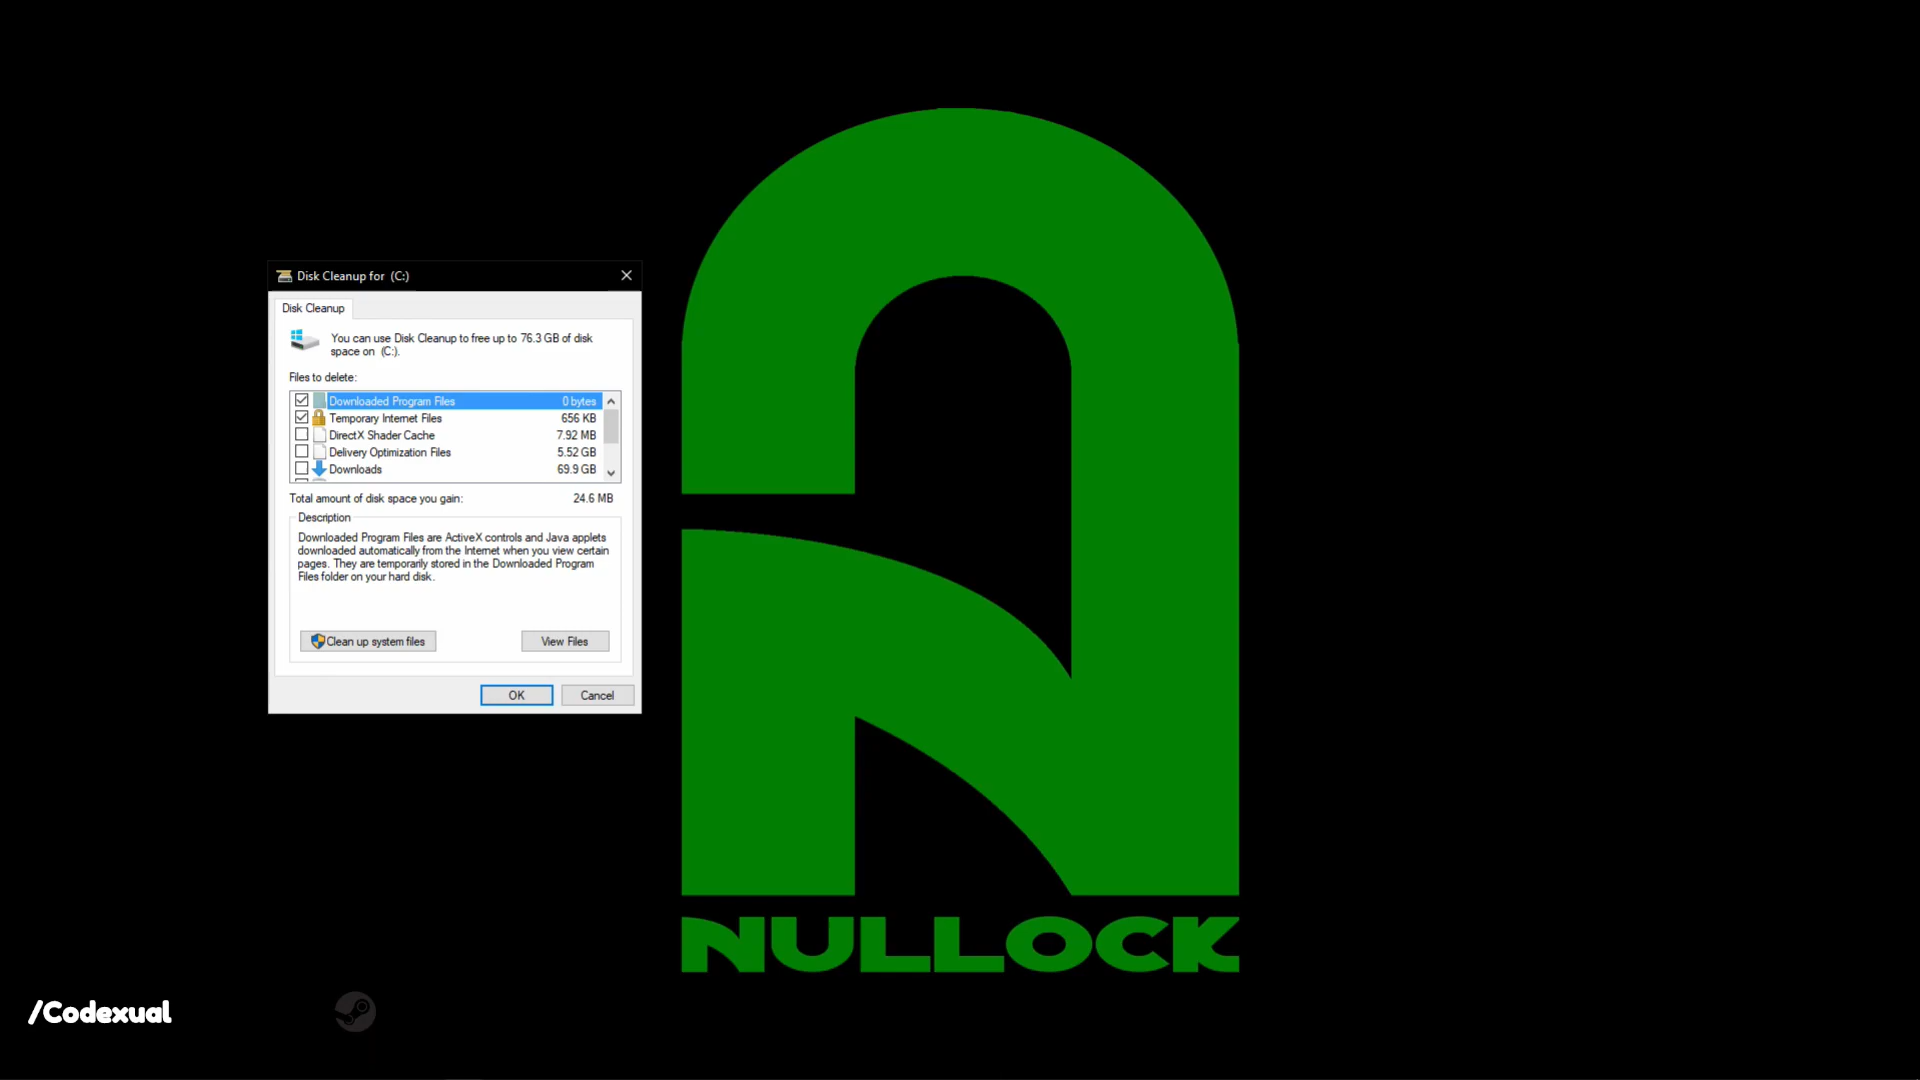 Disk Cleanup for (C:)
Disk Cleanup
You can use Disk Cleanup to free up to 76.3 GB of disk
space on (C:).
Files to delete:
Downloaded Program Files 0 bytes
Temporary Internet Files 656 KB
DirectX Shader Cache 7.92 MB
Delivery Optimization Files 5.52 GB
Downloads 69.9 GB
Total amount of disk space you gain: 24.6 MB
Description
Downloaded Program Files are ActiveX controls and Java applets
downloaded automatically from the Internet when you view certain
pages. They are temporarily stored in the Downloaded Program
Files folder on your hard disk.
Clean up system files View Files
OK Cancel
NULLOCK
/Codexual